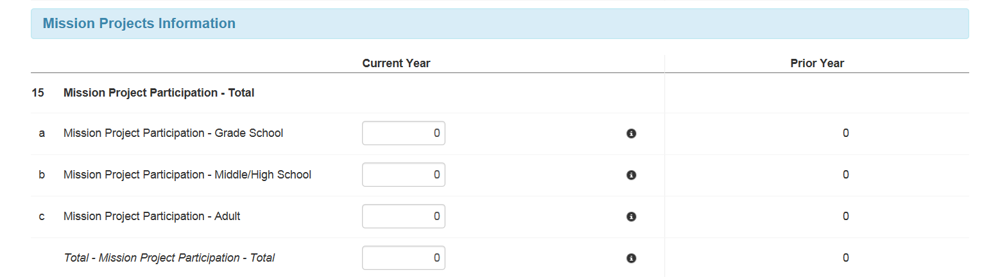 Mission Projects Information
Current Year Prior Year
15 Mission Project Participation - Total
a Mission Project Participation - Grade School 0 0
b Mission Project Participation - Middle/High School 0 0
c Mission Project Participation - Adult 0 0
Total - Mission Project Participation - Total 0 0